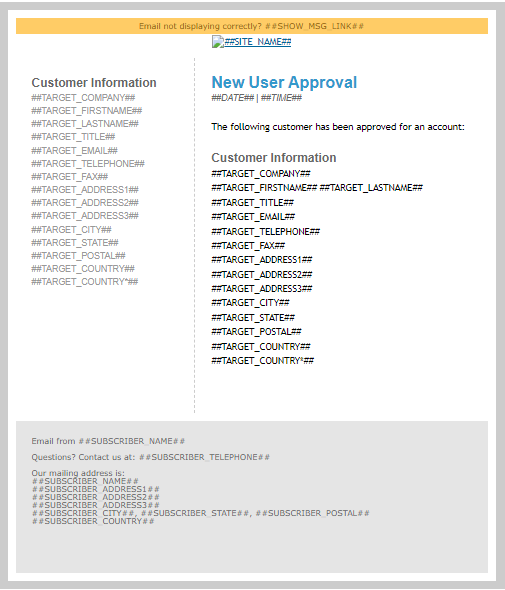 Email not displaying correctly? ##SHOW_MSG_LINK##
##SITE_NAME##
Customer Information
##TARGET_COMPANY##
##TARGET_FIRSTNAME##
##TARGET_LASTNAME##
##TARGET_TITLE##
##TARGET_EMAIL##
##TARGET_TELEPHONE##
##TARGET_FAX##
##TARGET_ADDRESS1##
##TARGET_ADDRESS2##
##TARGET_ADDRESS3##
##TARGET_CITY##
##TARGET_STATE##
##TARGET_POSTAL##
##TARGET_COUNTRY##
##TARGET_COUNTRY*##
New User Approval
##DATE## | ##TIME##
The following customer has been approved for an account:
Customer Information
##TARGET_COMPANY##
##TARGET_FIRSTNAME## ##TARGET_LASTNAME##
##TARGET_TITLE##
##TARGET_EMAIL##
##TARGET_TELEPHONE##
##TARGET_FAX##
##TARGET_ADDRESS1##
##TARGET_ADDRESS2##
##TARGET_ADDRESS3##
##TARGET_CITY##
##TARGET_STATE##
##TARGET_POSTAL##
##TARGET_COUNTRY##
##TARGET_COUNTRY*##
Email from ##SUBSCRIBER_NAME##
Questions? Contact us at: ##SUBSCRIBER_TELEPHONE##
Our mailing address is:
##SUBSCRIBER_NAME##
##SUBSCRIBER_ADDRESS1##
##SUBSCRIBER_ADDRESS2##
##SUBSCRIBER_ADDRESS3##
##SUBSCRIBER_CITY##, ##SUBSCRIBER_STATE##, ##SUBSCRIBER_POSTAL##
##SUBSCRIBER_COUNTRY##